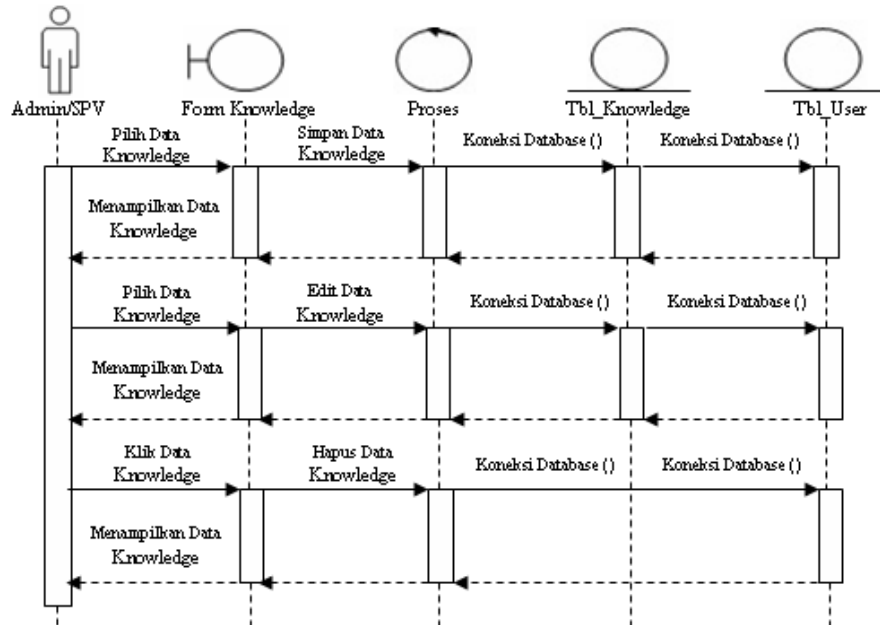 Admin/SPV
Form Knowledge
Proses
Tbl_Knowledge
Tbl_User
Pilih Data
Knowledge
Simpan Data
Knowledge
Koneksi Database ()
Koneksi Database ()
Menampilkan Data
Knowledge
Pilih Data
Knowledge
Edit Data
Knowledge
Koneksi Database ()
Koneksi Database ()
Menampilkan Data
Knowledge
Klik Data
Knowledge
Hapus Data
Knowledge
Koneksi Database ()
Koneksi Database ()
Menampilkan Data
Knowledge